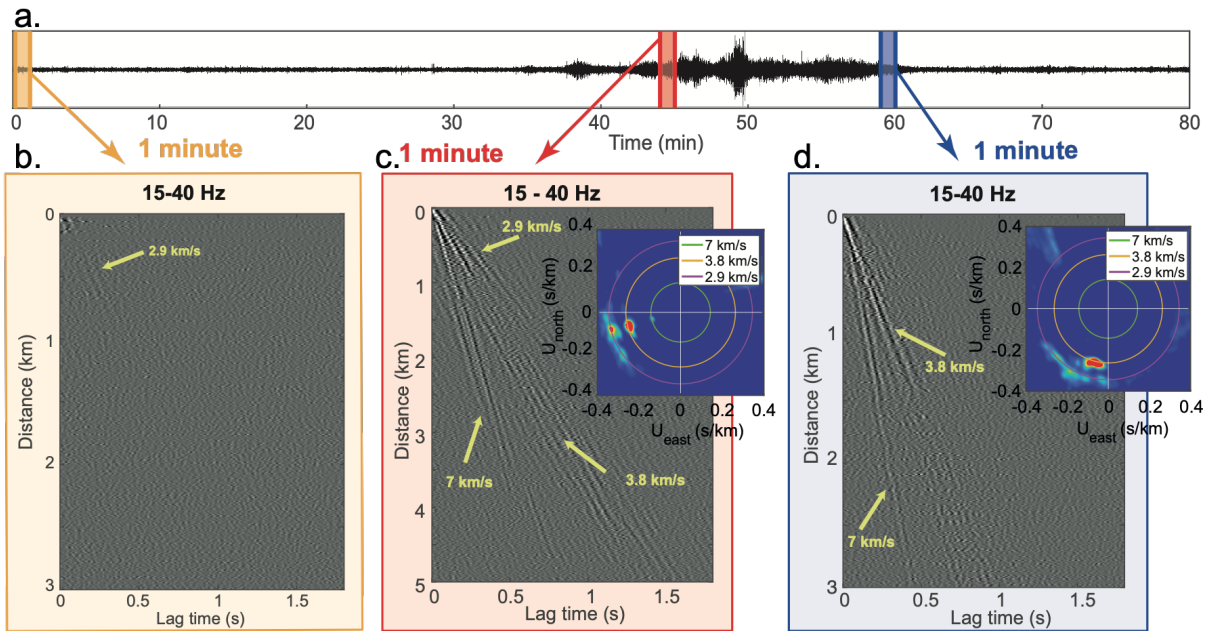 a.
0 10 20 30 40 50 60 70 80
Time (min)
b.
1 minute
c.
1 minute
d.
1 minute
15-40 Hz
0
1
2
3
Distance (km)
2.9 km/s
0 0.5 1 1.5
Lag time (s)
15 - 40 Hz
0
1
2
3
4
5
Distance (km)
2.9 km/s
7 km/s
3.8 km/s
0 0.5 1 1.5
Lag time (s)
0.4
0.2
0
-0.2
-0.4
U_north (s/km)
7 km/s
3.8 km/s
2.9 km/s
-0.4 -0.2 0 0.2 0.4
U_east (s/km)
15-40 Hz
0
1
2
3
Distance (km)
3.8 km/s
7 km/s
0 0.5 1 1.5
Lag time (s)
0.4
0.2
0
-0.2
-0.4
U_north (s/km)
7 km/s
3.8 km/s
2.9 km/s
-0.4 -0.2 0 0.2 0.4
U_east (s/km)